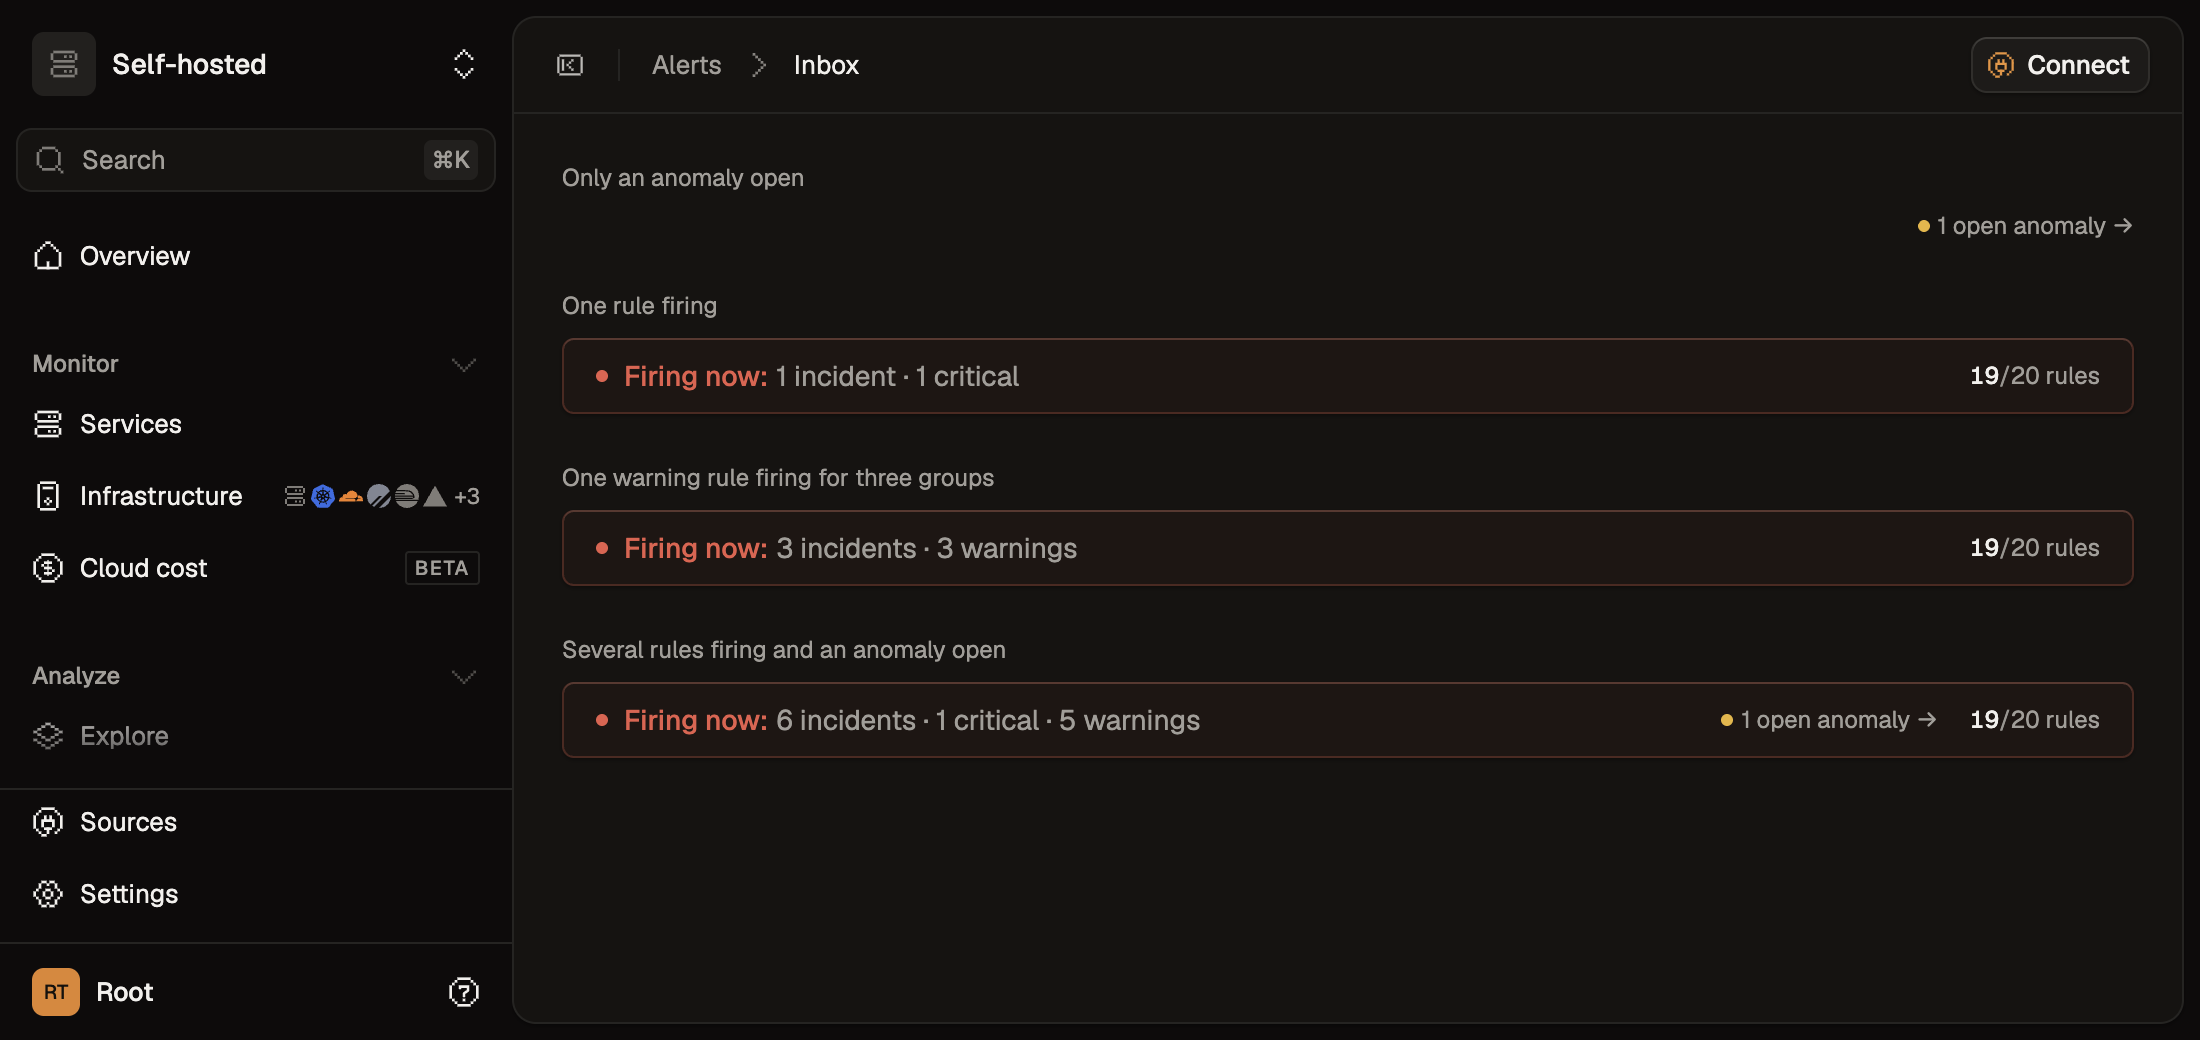 Self-hosted
Search ⌘K
Overview
Monitor
Services
Infrastructure +3
Cloud cost BETA
Analyze
Explore
Sources
Settings
RT Root
Alerts Inbox
Connect
Only an anomaly open
1 open anomaly →
One rule firing
Firing now: 1 incident · 1 critical 19/20 rules
One warning rule firing for three groups
Firing now: 3 incidents · 3 warnings 19/20 rules
Several rules firing and an anomaly open
Firing now: 6 incidents · 1 critical · 5 warnings 1 open anomaly → 19/20 rules